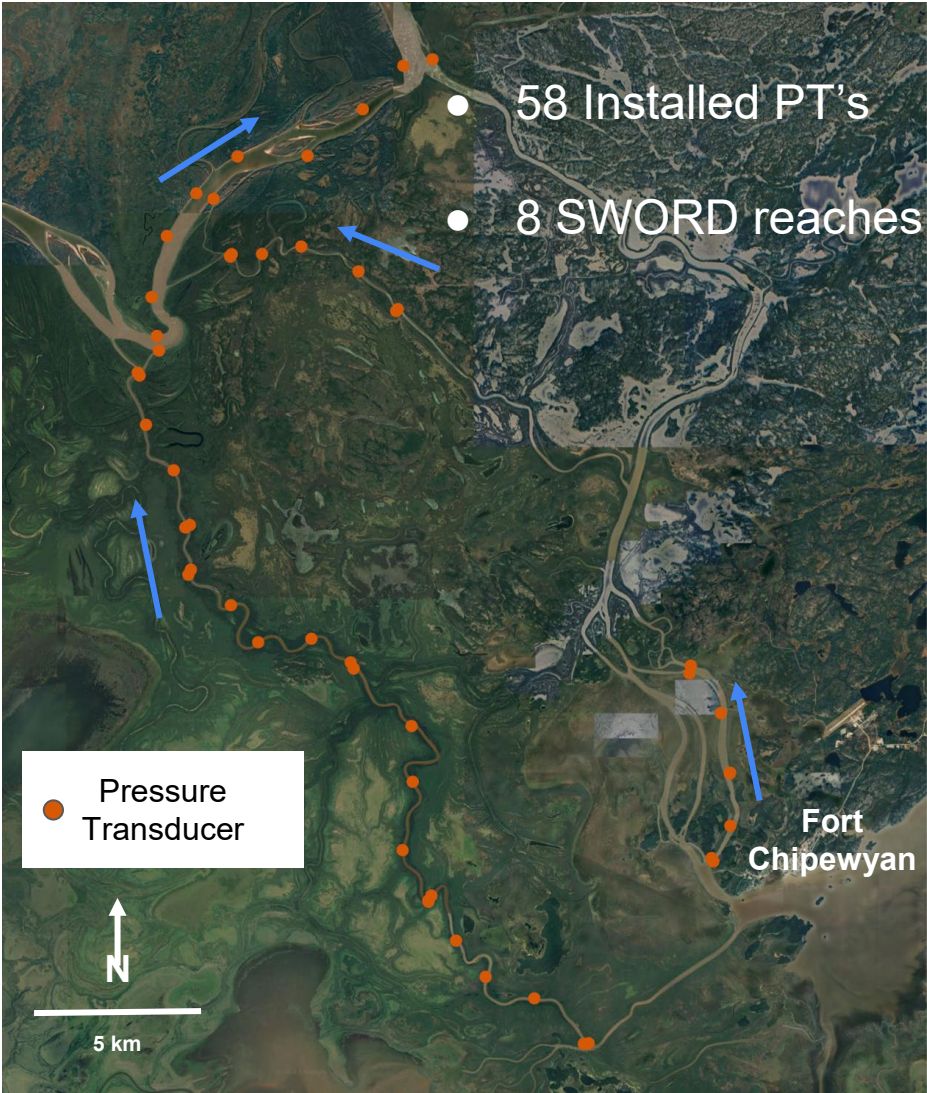 58 Installed PT’s
8 SWORD reaches
Pressure
Transducer
Fort
Chipewyan
N
5 km